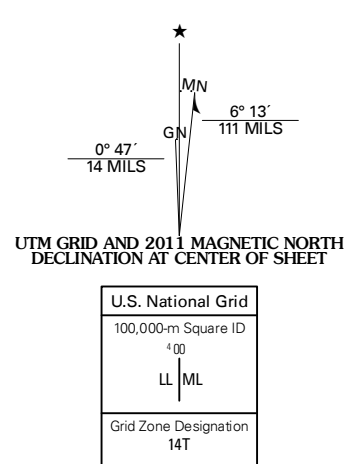 ★
MN
GN
6° 13´
111 MILS
0° 47´
14 MILS
UTM GRID AND 2011 MAGNETIC NORTH
DECLINATION AT CENTER OF SHEET
U.S. National Grid
100,000-m Square ID
⁴00
LL ML
Grid Zone Designation
14T